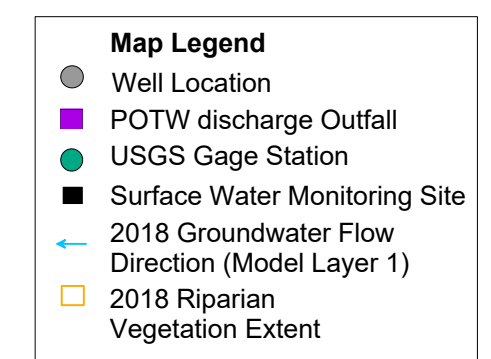 Map Legend
Well Location
POTW discharge Outfall
USGS Gage Station
Surface Water Monitoring Site
2018 Groundwater Flow
Direction (Model Layer 1)
2018 Riparian
Vegetation Extent